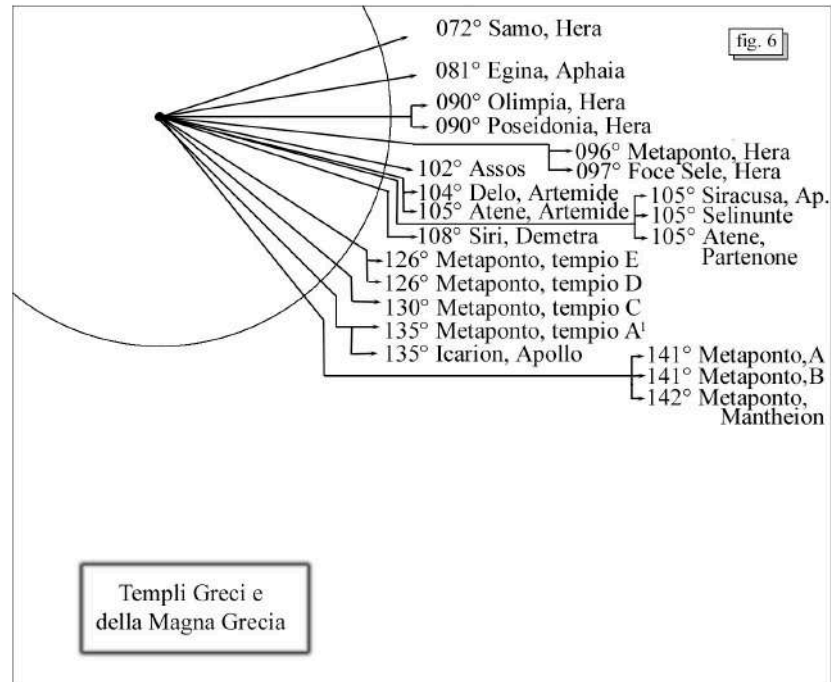 072° Samo, Hera
fig. 6
081° Egina, Aphaia
090° Olimpia, Hera
090° Poseidonia, Hera
096° Metaponto, Hera
097° Foce Sele, Hera
102° Assos
104° Delo, Artemide
105° Atene, Artemide
105° Siracusa, Ap.
105° Selinunte
105° Atene,
Partenone
108° Siri, Demetra
126° Metaponto, tempio E
126° Metaponto, tempio D
130° Metaponto, tempio C
135° Metaponto, tempio A¹
135° Icarion, Apollo
141° Metaponto,A
141° Metaponto,B
142° Metaponto,
Mantheion
Templi Greci e
della Magna Grecia